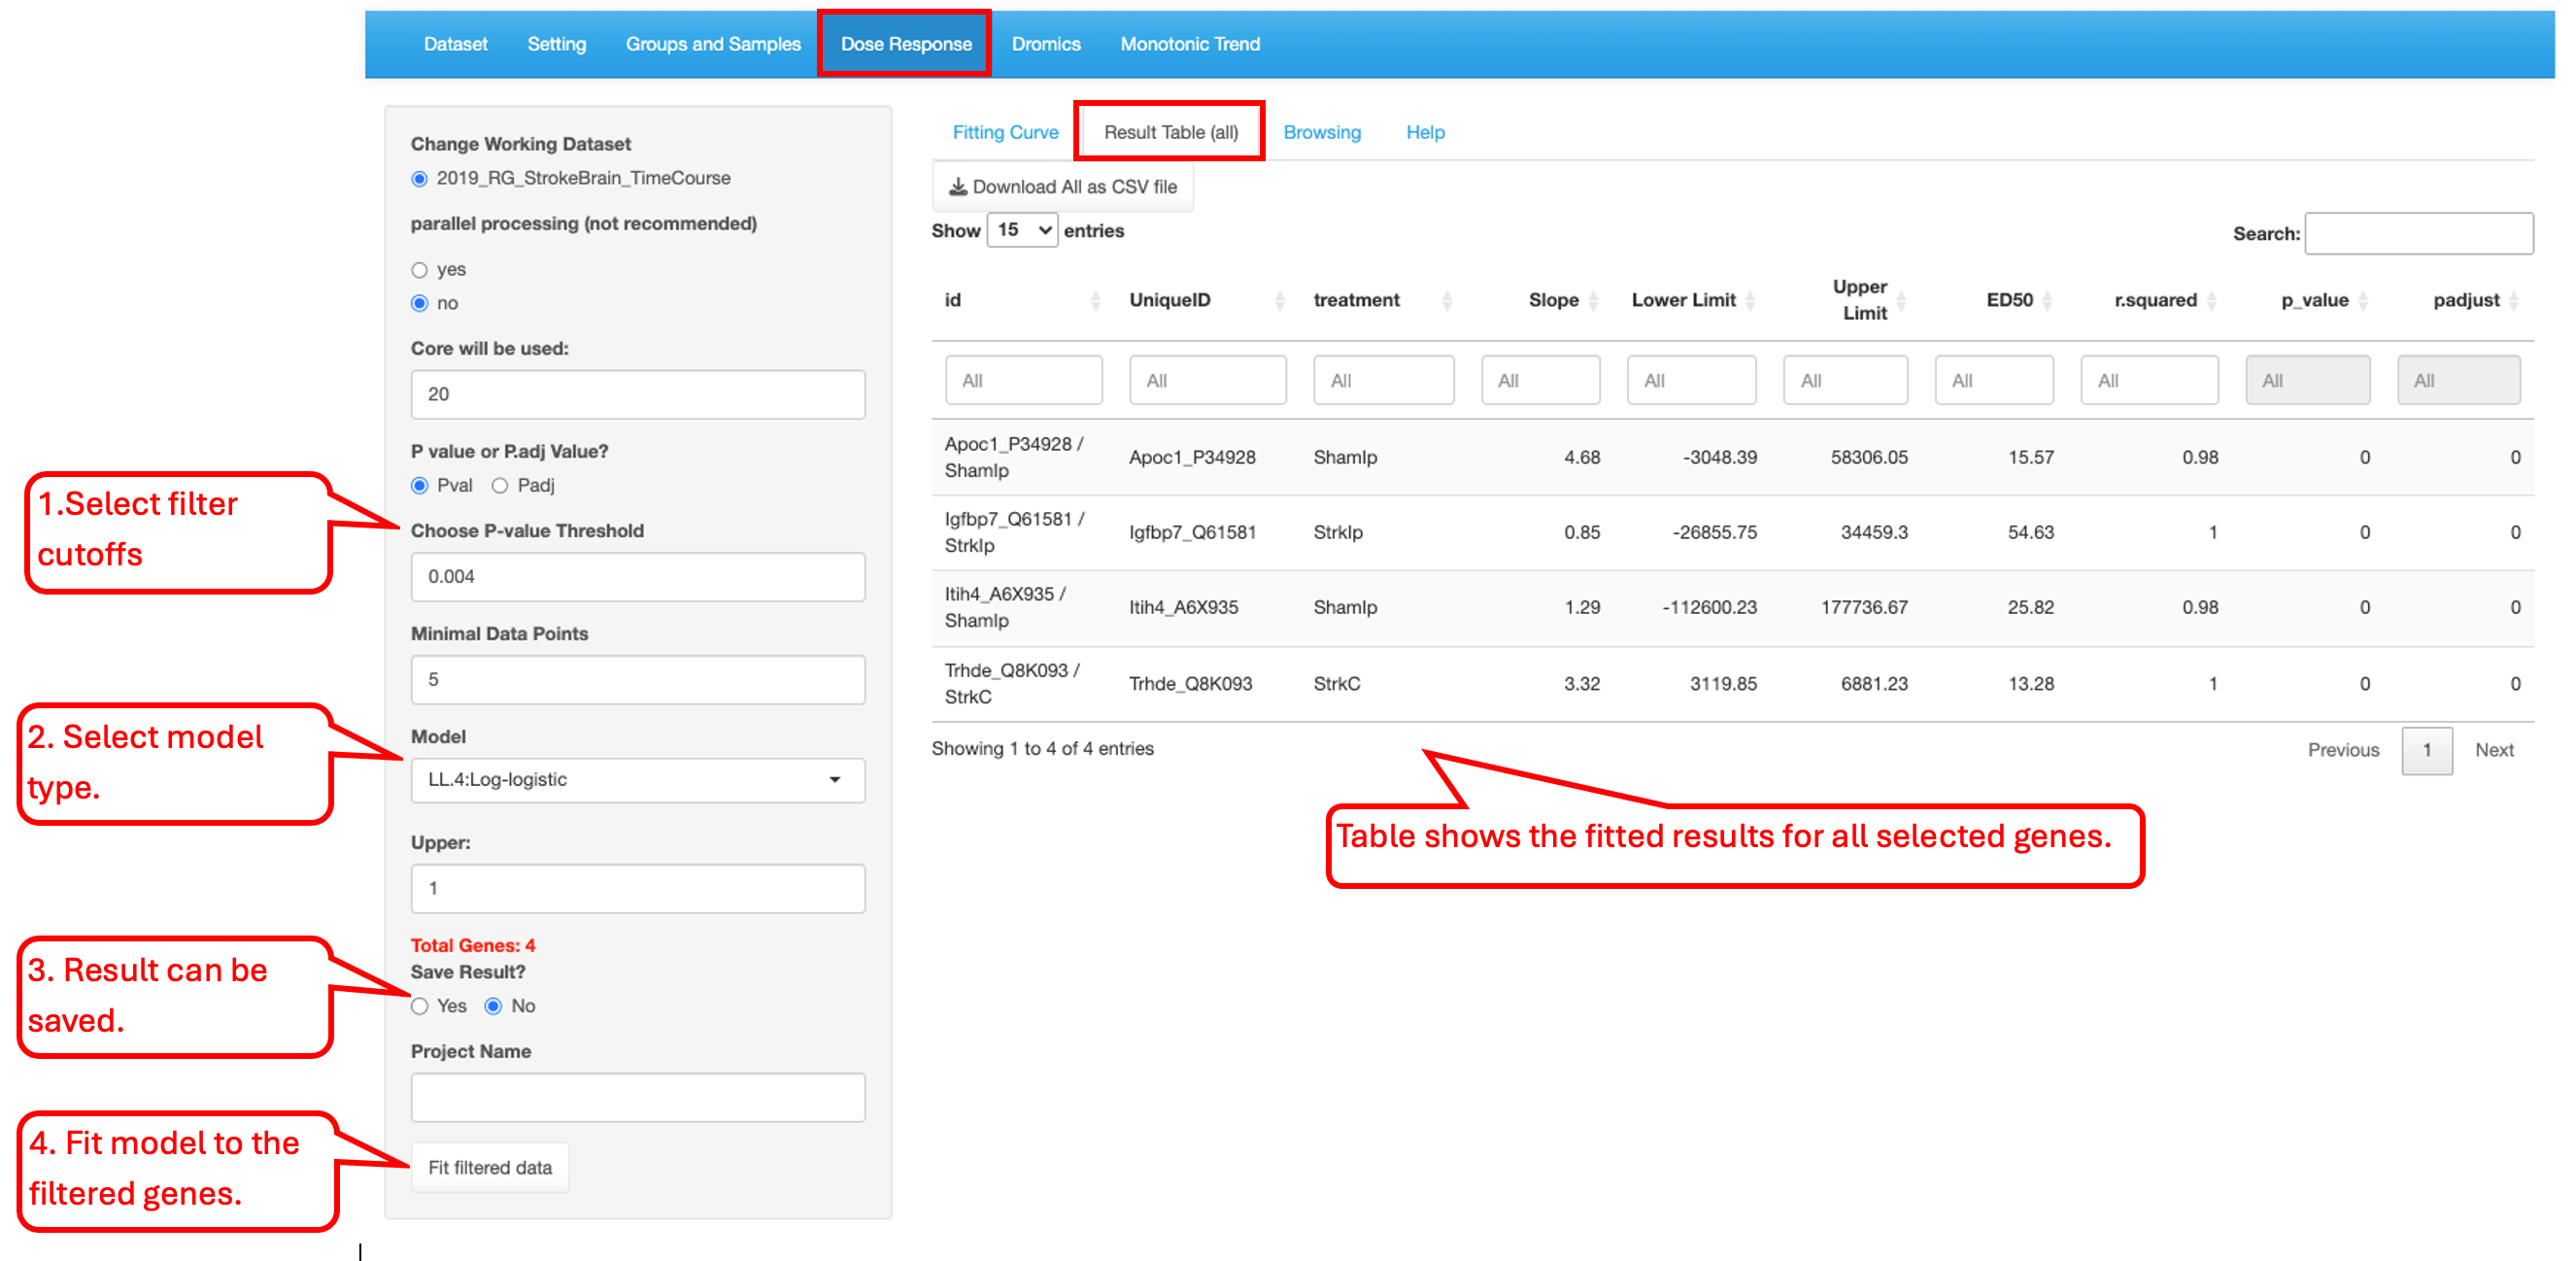 Dataset Setting Groups and Samples Dose Response Dromics Monotonic Trend
Change Working Dataset
2019_RG_StrokeBrain_TimeCourse
parallel processing (not recommended)
yes
no
Core will be used:
20
P value or P.adj Value?
Pval Padj
Choose P-value Threshold
0.004
Minimal Data Points
5
Model
LL.4:Log-logistic
Upper:
1
Total Genes: 4
Save Result?
Yes No
Project Name
Fit filtered data
1.Select filter
cutoffs
2. Select model
type.
3. Result can be
saved.
4. Fit model to the
filtered genes.
Fitting Curve Result Table (all) Browsing Help
Download All as CSV file
Show 15 entries
Search:
id UniqueID treatment Slope Lower Limit Upper Limit ED50 r.squared p_value padjust
All All All All All All All All All All
Apoc1_P34928 /
ShamIp Apoc1_P34928 ShamIp 4.68 -3048.39 58306.05 15.57 0.98 0 0
Igfbp7_Q61581 /
StrkIp Igfbp7_Q61581 StrkIp 0.85 -26855.75 34459.3 54.63 1 0 0
Itih4_A6X935 /
ShamIp Itih4_A6X935 ShamIp 1.29 -112600.23 177736.67 25.82 0.98 0 0
Trhde_Q8K093 /
StrkC Trhde_Q8K093 StrkC 3.32 3119.85 6881.23 13.28 1 0 0
Showing 1 to 4 of 4 entries
Previous 1 Next
Table shows the fitted results for all selected genes.